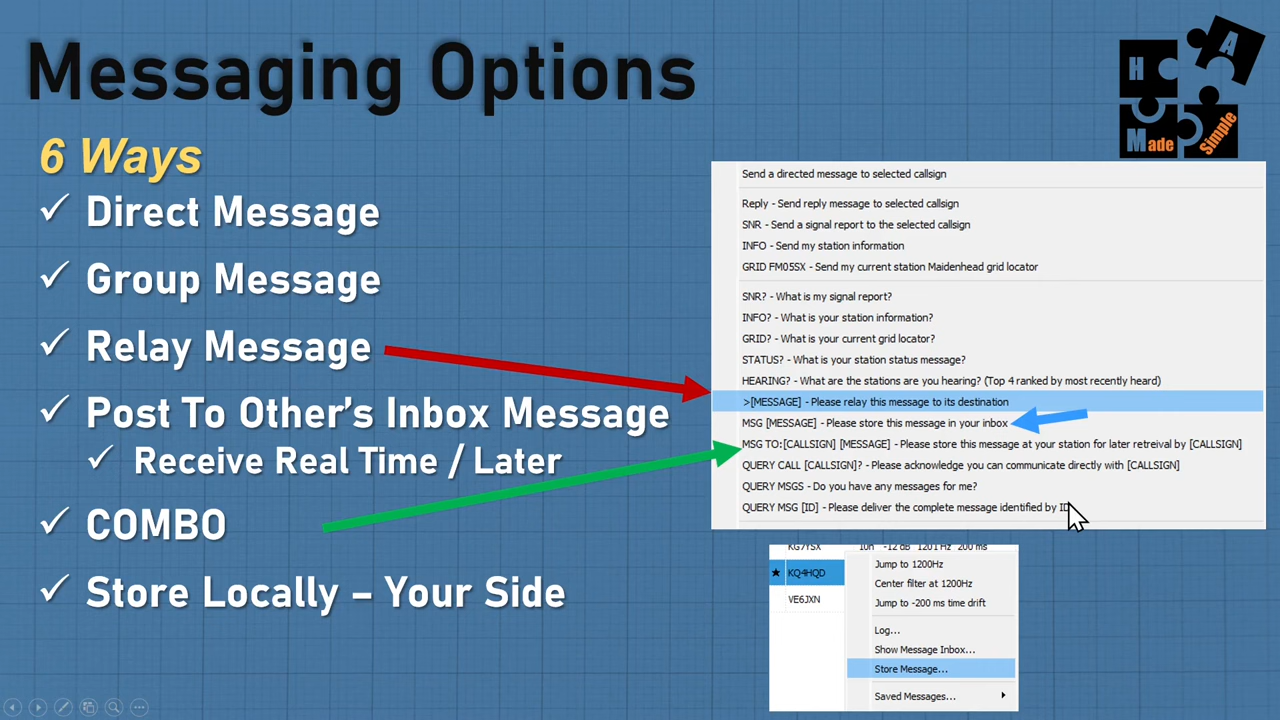 Messaging Options
H A
Made Simple
6 Ways
✓ Direct Message
✓ Group Message
✓ Relay Message
✓ Post To Other's Inbox Message
✓ Receive Real Time / Later
✓ COMBO
✓ Store Locally – Your Side
Send a directed message to selected callsign
Reply - Send reply message to selected callsign
SNR - Send a signal report to the selected callsign
INFO - Send my station information
GRID FM05SX - Send my current station Maidenhead grid locator
SNR? - What is my signal report?
INFO? - What is your station information?
GRID? - What is your current grid locator?
STATUS? - What is your station status message?
HEARING? - What are the stations are you hearing? (Top 4 ranked by most recently heard)
>[MESSAGE] - Please relay this message to its destination
MSG [MESSAGE] - Please store this message in your inbox
MSG TO:[CALLSIGN] [MESSAGE] - Please store this message at your station for later retreival by [CALLSIGN]
QUERY CALL [CALLSIGN]? - Please acknowledge you can communicate directly with [CALLSIGN]
QUERY MSGS - Do you have any messages for me?
QUERY MSG [ID] - Please deliver the complete message identified by ID
KG7YSX 10h -12 dB 1201 Hz 200 ms
★ KQ4HQD
VE6JXN
Jump to 1200Hz
Center filter at 1200Hz
Jump to -200 ms time drift
Log...
Show Message Inbox...
Store Message...
Saved Messages...